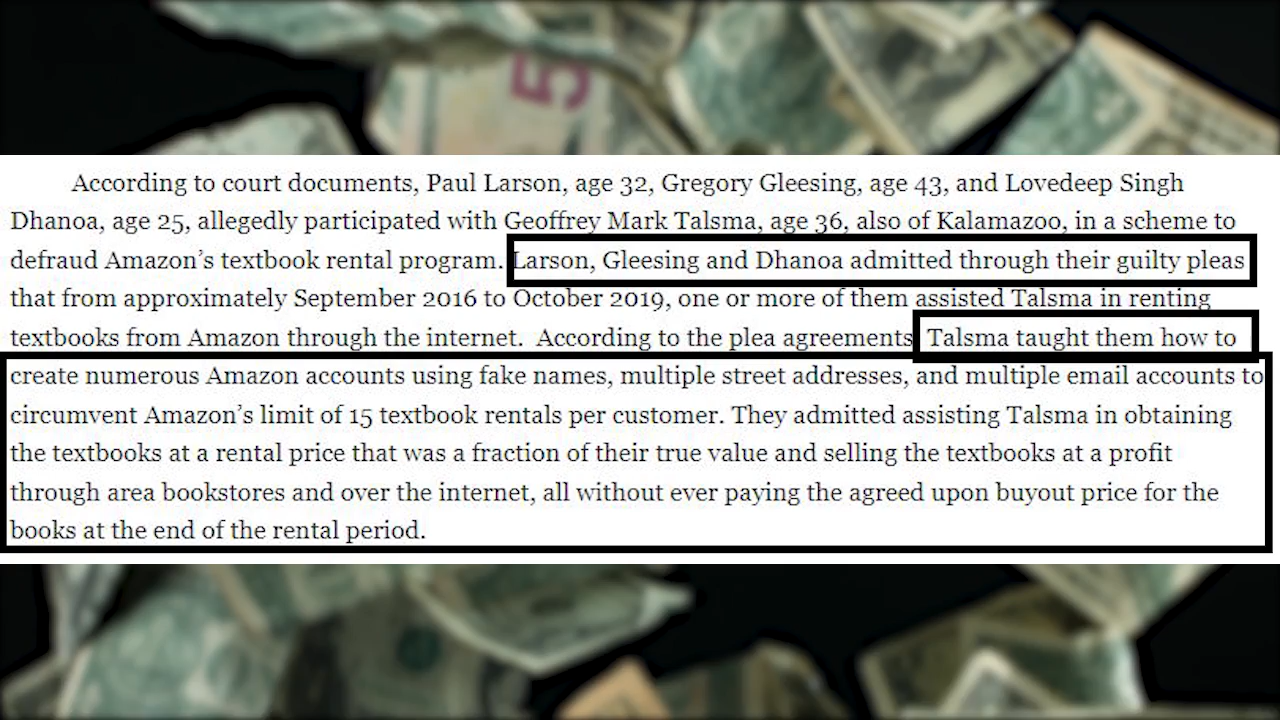 5
According to court documents, Paul Larson, age 32, Gregory Gleesing, age 43, and Lovedeep Singh
Dhanoa, age 25, allegedly participated with Geoffrey Mark Talsma, age 36, also of Kalamazoo, in a scheme to
defraud Amazon’s textbook rental program. Larson, Gleesing and Dhanoa admitted through their guilty pleas
that from approximately September 2016 to October 2019, one or more of them assisted Talsma in renting
textbooks from Amazon through the internet.  According to the plea agreements Talsma taught them how to
create numerous Amazon accounts using fake names, multiple street addresses, and multiple email accounts to
circumvent Amazon’s limit of 15 textbook rentals per customer. They admitted assisting Talsma in obtaining
the textbooks at a rental price that was a fraction of their true value and selling the textbooks at a profit
through area bookstores and over the internet, all without ever paying the agreed upon buyout price for the
books at the end of the rental period.